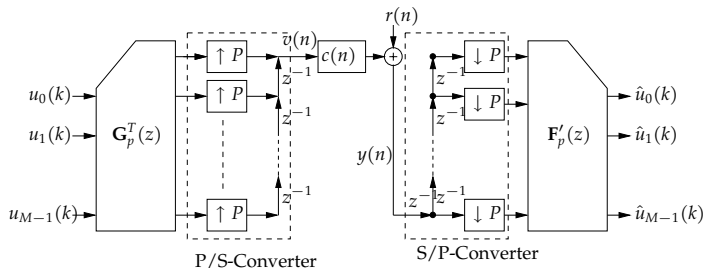 r(n)
v(n)
↑ P
c(n)
+
↓ P
z⁻¹
z⁻¹
u₀(k)
↑ P
↓ P
û₀(k)
z⁻¹
z⁻¹
u₁(k)
G_p^T(z)
F′_p(z)
û₁(k)
y(n)
z⁻¹
z⁻¹
z⁻¹
u_{M−1}(k)
↑ P
↓ P
û_{M−1}(k)
P/S-Converter
S/P-Converter